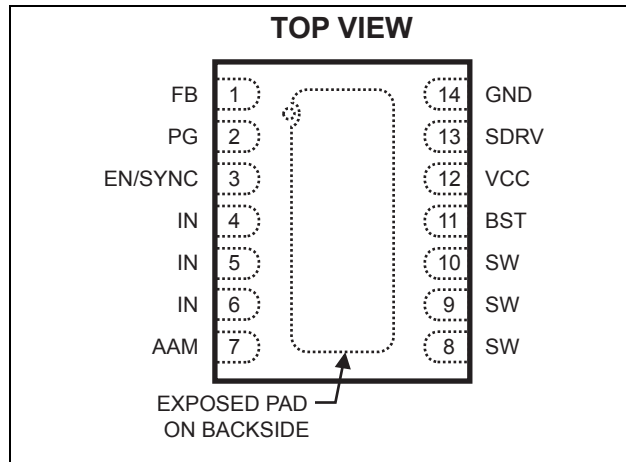 TOP VIEW
FB 1 14 GND
PG 2 13 SDRV
EN/SYNC 3 12 VCC
IN 4 11 BST
IN 5 10 SW
IN 6 9 SW
AAM 7 8 SW
EXPOSED PAD
ON BACKSIDE